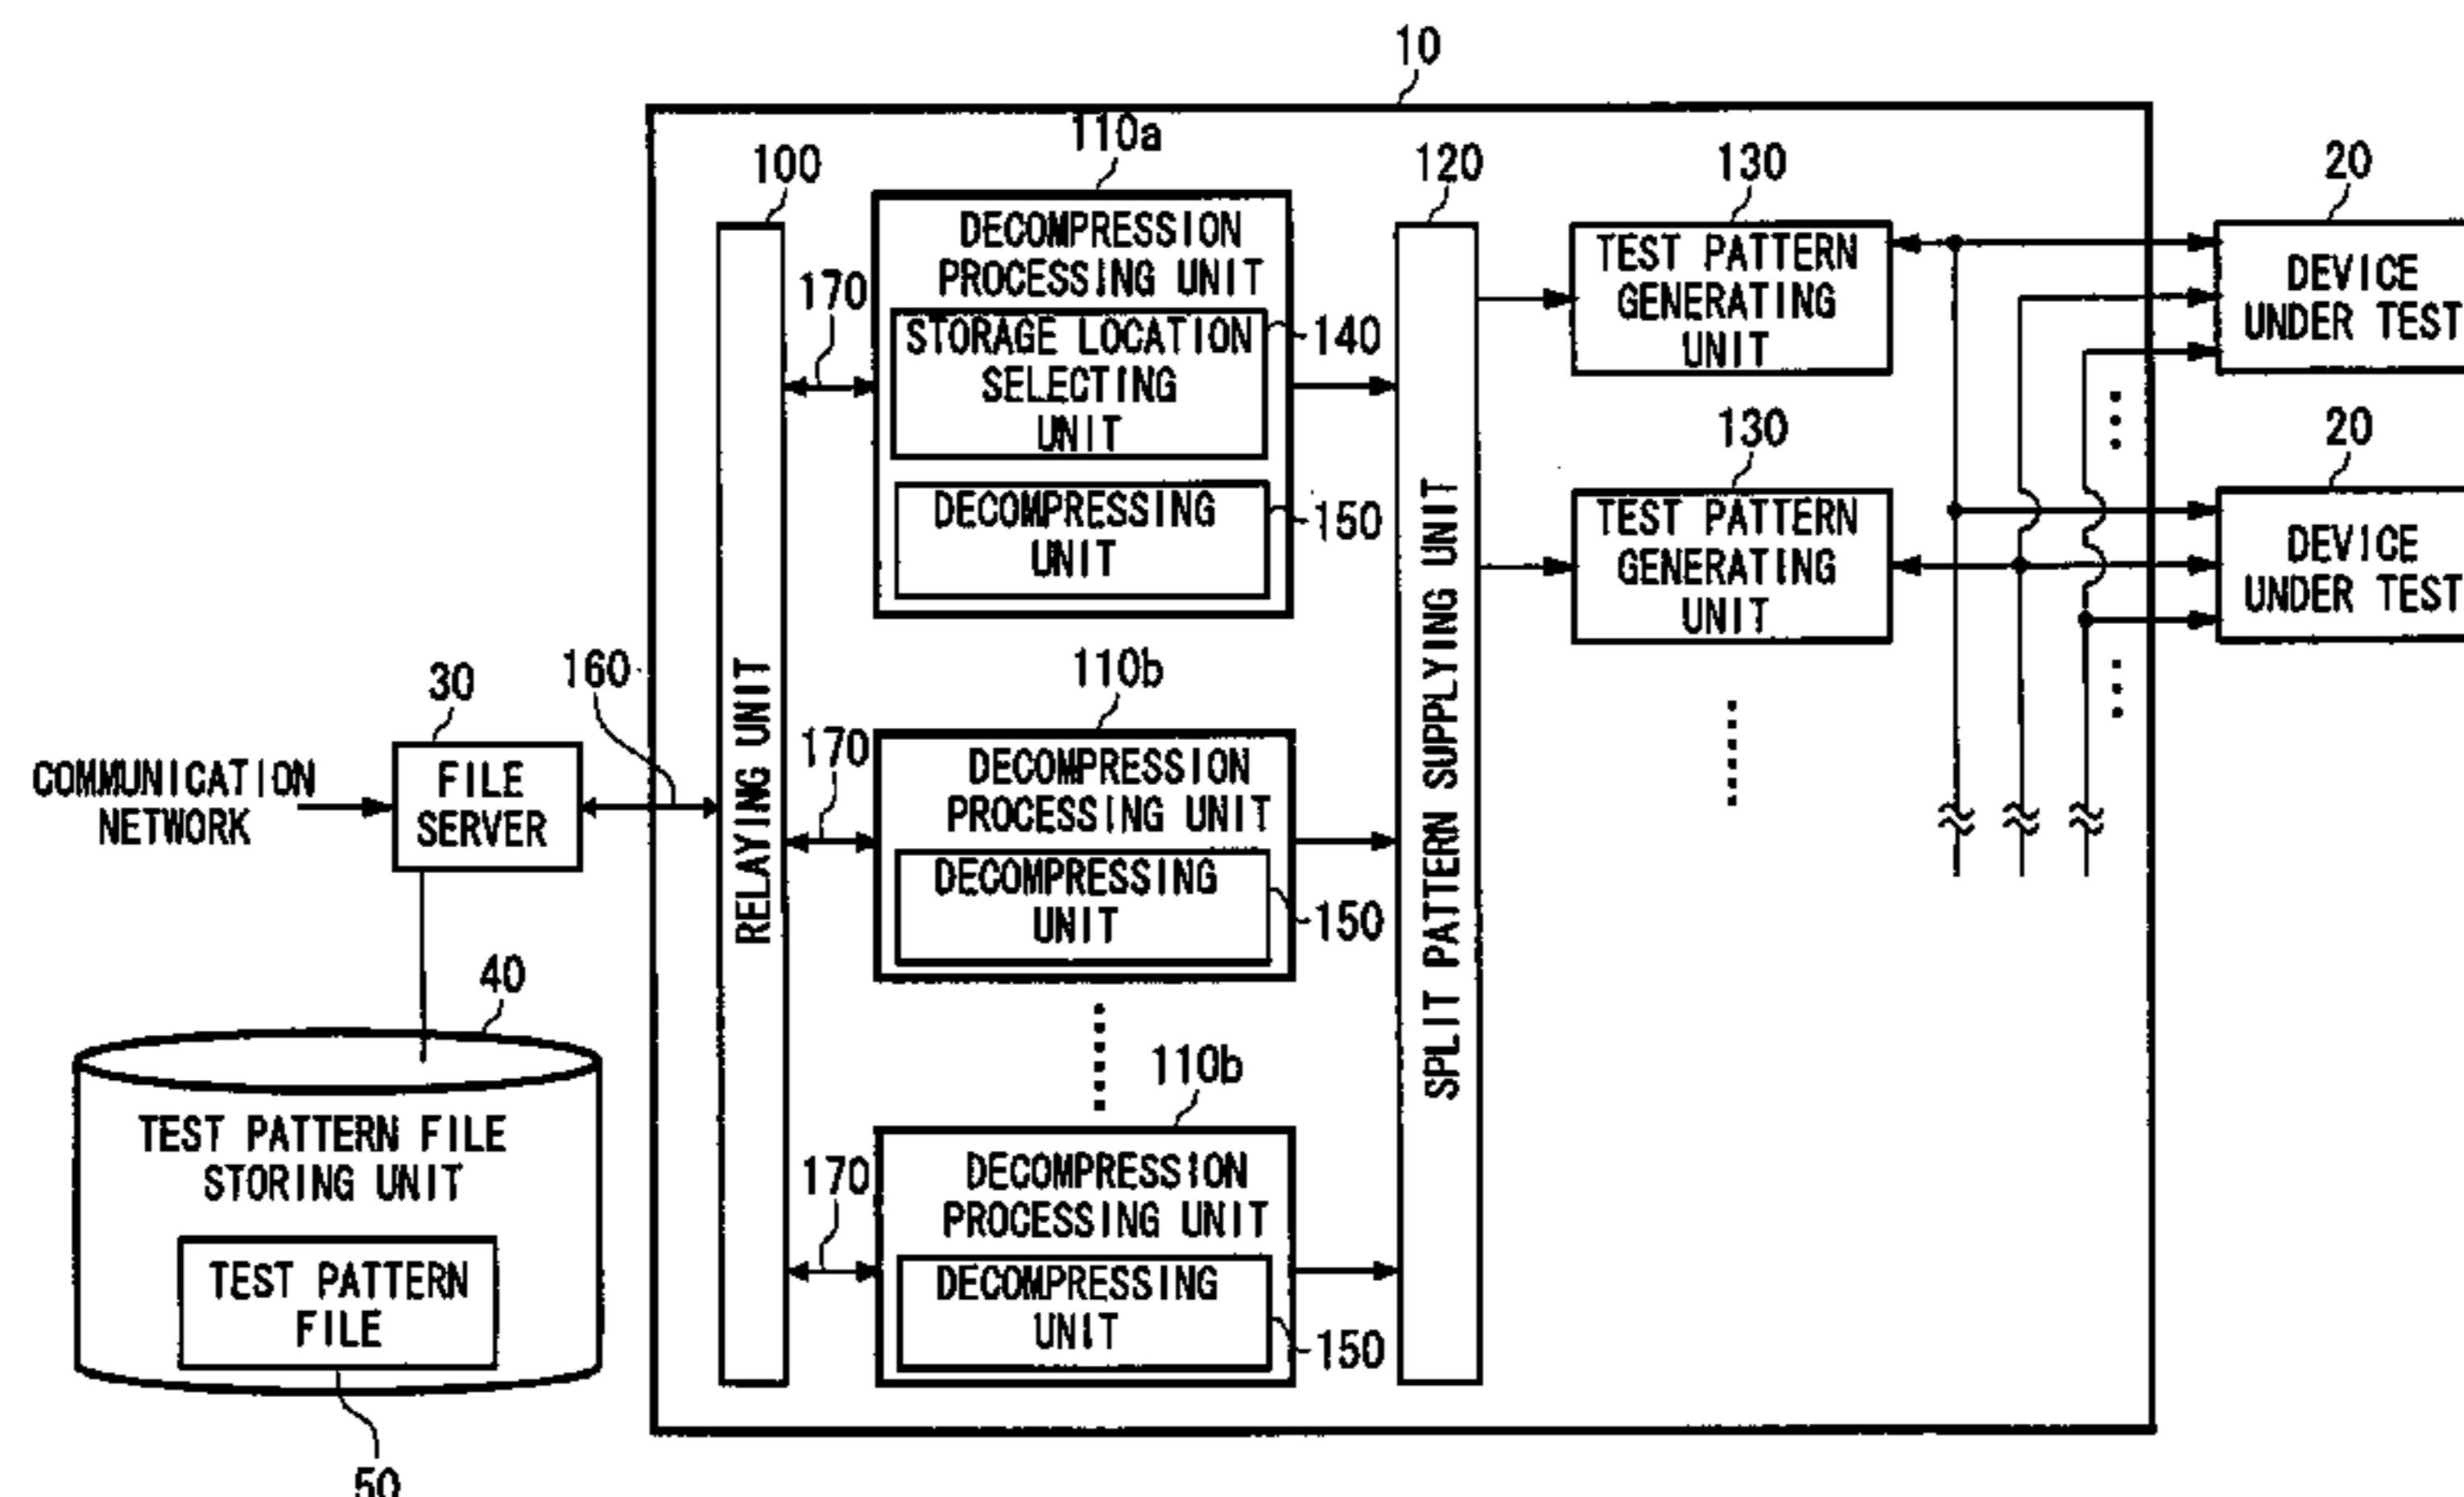 10
110a
100
120
130
20
DECOMPRESSION
PROCESSING UNIT
170
STORAGE LOCATION
SELECTING
UNIT
140
DECOMPRESSING
UNIT
150
TEST PATTERN
GENERATING
UNIT
DEVICE
UNDER TEST
130
20
TEST PATTERN
GENERATING
UNIT
DEVICE
UNDER TEST
RELAYING UNIT
SPLIT PATTERN SUPPLYING UNIT
30
160
110b
170
COMMUNICATION
NETWORK
FILE
SERVER
DECOMPRESSION
PROCESSING UNIT
DECOMPRESSING
UNIT
150
40
110b
TEST PATTERN FILE
STORING UNIT
170
DECOMPRESSION
PROCESSING UNIT
TEST PATTERN
FILE
DECOMPRESSING
UNIT
150
50